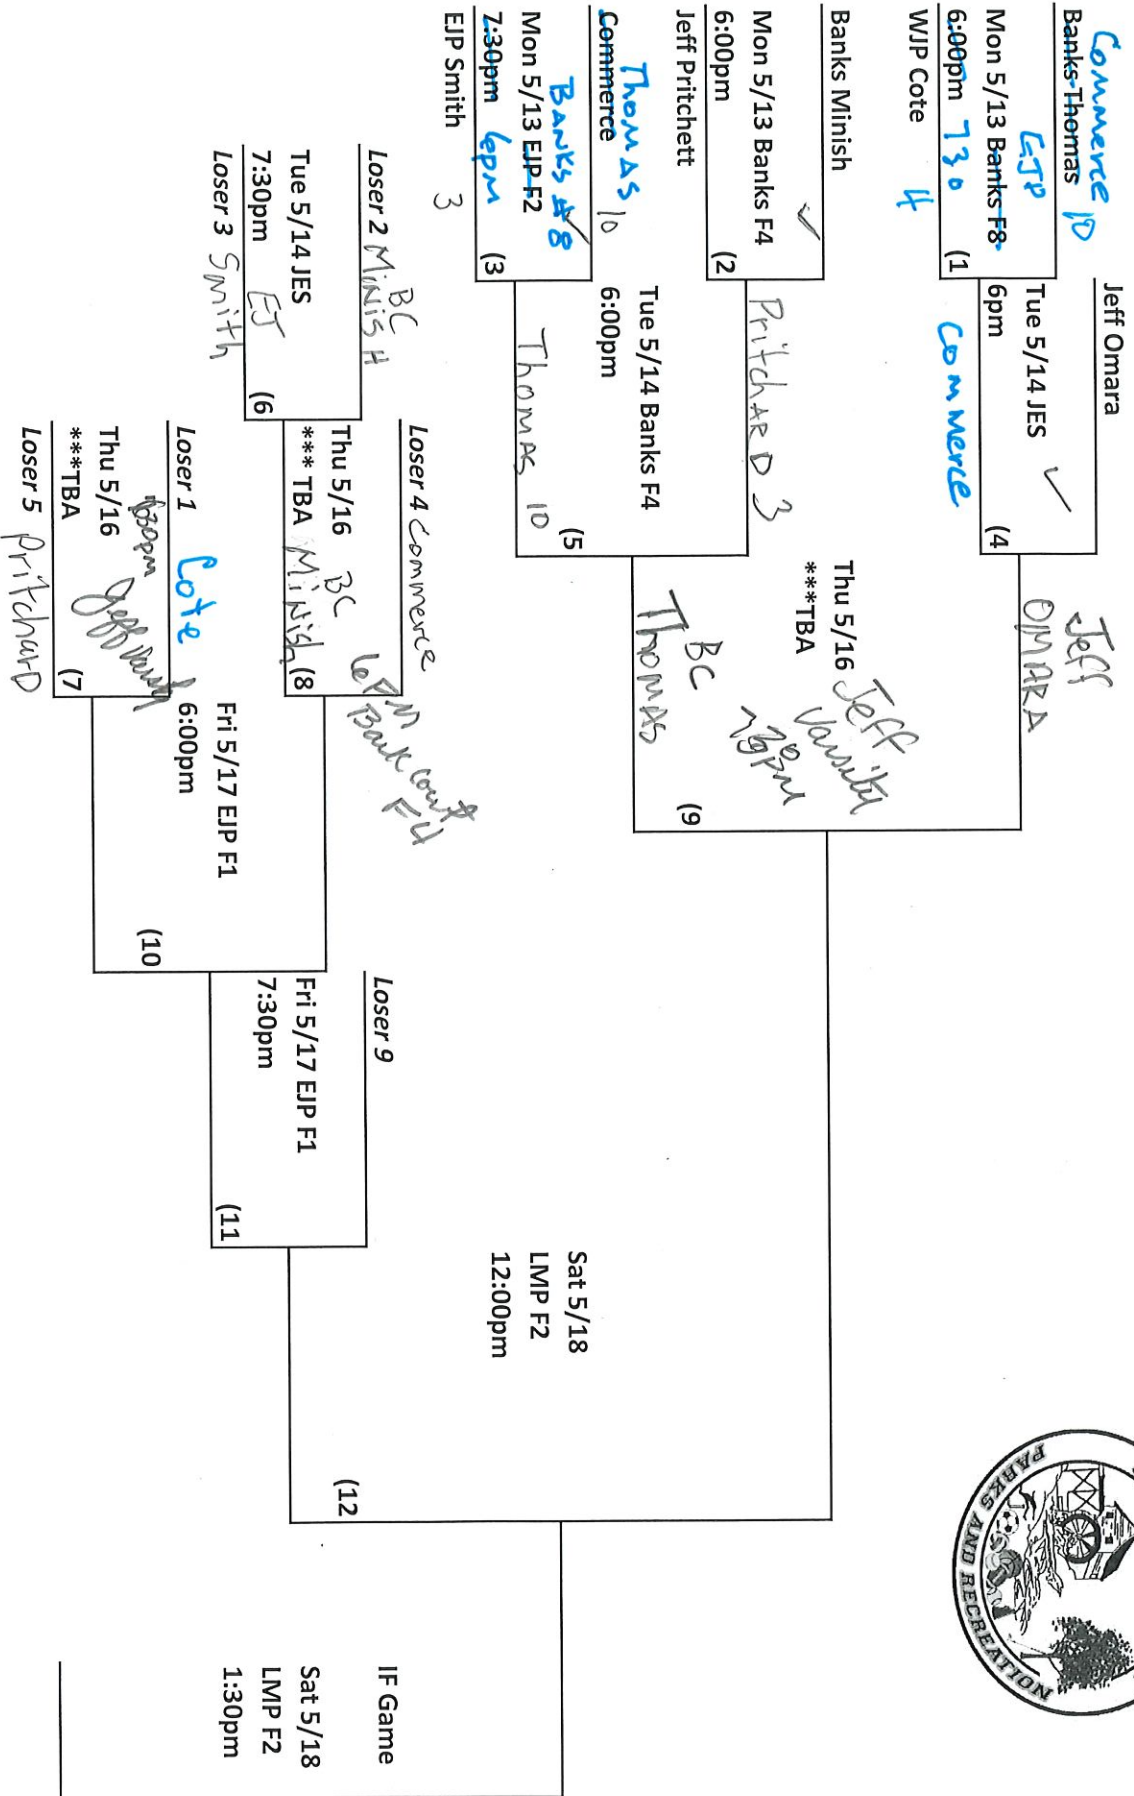 Jeff Omara
Tue 5/14 JES
6pm
(4
Commerce 10
Banks-Thomas
EJP
Mon 5/13 Banks F8
6:00pm 730
(1
WJP Cote 4
Commerce
Jeff
OMARA
Banks Minish
Mon 5/13 Banks F4
6:00pm
(2
Jeff Pritchett
Pritchard 3
Tue 5/14 Banks F4
6:00pm
(5
Thomas 10
Commerce
Thomas 10
Banks #8
Mon 5/13 EJP F2
7:30pm 6pm
(3
EJP Smith 3
Thu 5/16 Jeff
Varsity
***TBA
730pm
(9
BC
Thomas
Sat 5/18
LMP F2
12:00pm
(12
Loser 2 BC
Minish
Tue 5/14 JES
7:30pm EJ
(6
Loser 3 Smith
Loser 4 Commerce
Thu 5/16 BC
*** TBA Minish
(8
6PM
F4
Loser 1 Cote
Thu 5/16
***TBA
(7
Loser 5 Pritchard
Fri 5/17 EJP F1
6:00pm
(10
Loser 9
Fri 5/17 EJP F1
7:30pm
(11
IF Game
Sat 5/18
LMP F2
1:30pm
PARKS AND RECREATION